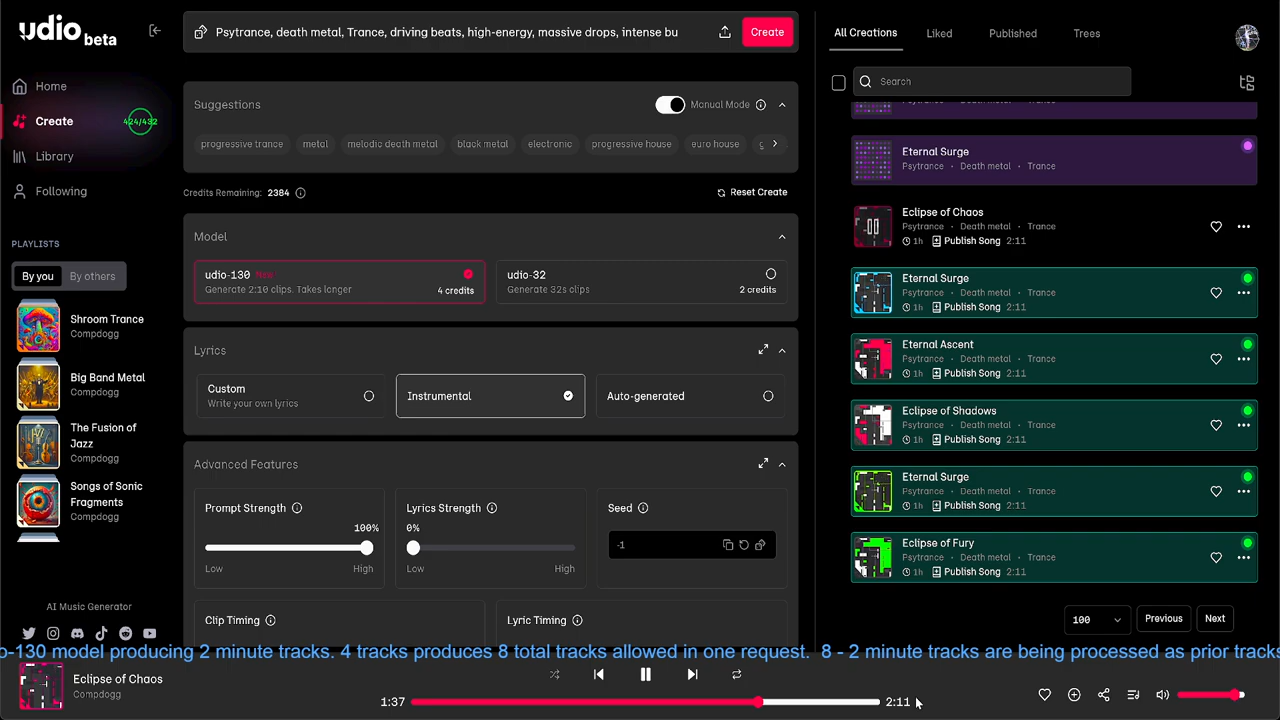 udio beta
Home
Create
424/432
Library
Following
PLAYLISTS
By you
By others
Shroom Trance
Compdogg
Big Band Metal
Compdogg
The Fusion of
Jazz
Compdogg
Songs of Sonic
Fragments
Compdogg
AI Music Generator
Psytrance, death metal, Trance, driving beats, high-energy, massive drops, intense bu
Create
Suggestions
Manual Mode
progressive trance
metal
melodic death metal
black metal
electronic
progressive house
euro house
Credits Remaining: 2384
Reset Create
Model
udio-130 New
Generate 2:10 clips. Takes longer
4 credits
udio-32
Generate 32s clips
2 credits
Lyrics
Custom
Write your own lyrics
Instrumental
Auto-generated
Advanced Features
Prompt Strength
100%
Low
High
Lyrics Strength
0%
Low
High
Seed
-1
Clip Timing
Lyric Timing
All Creations
Liked
Published
Trees
Search
Eternal Surge
Psytrance · Death metal · Trance
Eclipse of Chaos
Psytrance · Death metal · Trance
1h Publish Song 2:11
Eternal Surge
Psytrance · Death metal · Trance
1h Publish Song 2:11
Eternal Ascent
Psytrance · Death metal · Trance
1h Publish Song 2:11
Eclipse of Shadows
Psytrance · Death metal · Trance
1h Publish Song 2:11
Eternal Surge
Psytrance · Death metal · Trance
1h Publish Song 2:11
Eclipse of Fury
Psytrance · Death metal · Trance
1h Publish Song 2:11
100
Previous
Next
o-130 model producing 2 minute tracks. 4 tracks produces 8 total tracks allowed in one request. 8 - 2 minute tracks are being processed as prior tracks
Eclipse of Chaos
Compdogg
1:37
2:11